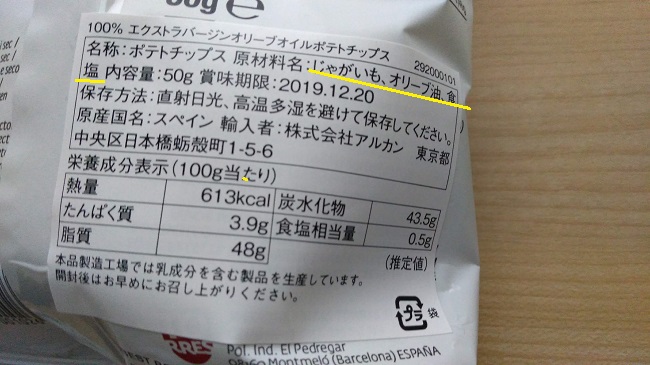 50g e
100% エクストラバージンオリーブオイルポテトチップス 292000101
名称:ポテトチップス 原材料名:じゃがいも、オリーブ油、食
塩 内容量:50g 賞味期限:2019.12.20
保存方法:直射日光、高温多湿を避けて保存してください。
原産国名:スペイン 輸入者:株式会社アルカン 東京都
中央区日本橋蛎殻町1-5-6
栄養成分表示(100g当たり)
熱量 613kcal 炭水化物 43.5g
たんぱく質 3.9g 食塩相当量 0.5g
脂質 48g (推定値)
本品製造工場では乳成分を含む製品を生産しています。
開封後はお早めにお召し上がりください。
プラ 袋
RRES
Pol. Ind. El Pedregar
08160 Montmeló (Barcelona) ESPAÑA